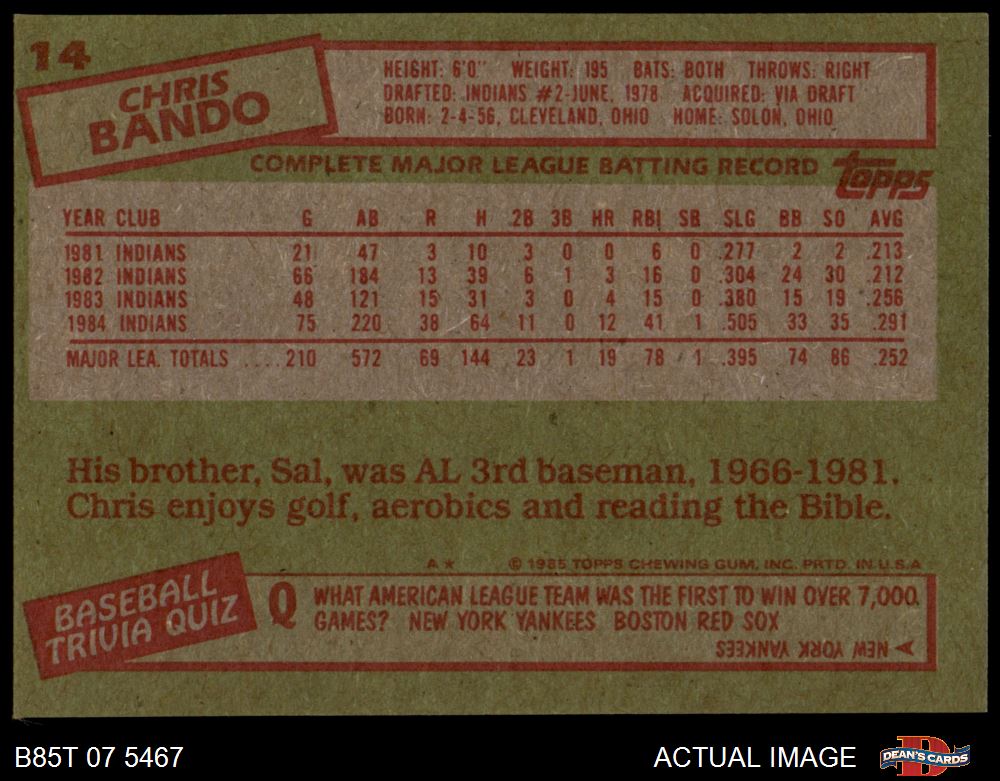 14
CHRIS
BANDO
HEIGHT: 6'0" WEIGHT: 195 BATS: BOTH THROWS: RIGHT
DRAFTED: INDIANS #2-JUNE, 1978 ACQUIRED: VIA DRAFT
BORN: 2-4-56, CLEVELAND, OHIO HOME: SOLON, OHIO
COMPLETE MAJOR LEAGUE BATTING RECORD
topps
YEAR CLUB G AB R H 2B 3B HR RBI SB SLG BB SO AVG
1981 INDIANS 21 47 3 10 3 0 0 6 0 .277 2 2 .213
1982 INDIANS 66 184 13 39 6 1 3 16 0 .304 24 30 .212
1983 INDIANS 48 121 15 31 3 0 4 15 0 .380 15 19 .256
1984 INDIANS 75 220 38 64 11 0 12 41 1 .505 33 35 .291
MAJOR LEA. TOTALS .... 210 572 69 144 23 1 19 78 1 .395 74 86 .252
His brother, Sal, was AL 3rd baseman, 1966-1981.
Chris enjoys golf, aerobics and reading the Bible.
A★ © 1985 TOPPS CHEWING GUM, INC. PRTD. IN U.S.A
BASEBALL
TRIVIA QUIZ
Q WHAT AMERICAN LEAGUE TEAM WAS THE FIRST TO WIN OVER 7,000
GAMES? NEW YORK YANKEES BOSTON RED SOX
A NEW YORK YANKEES
B85T 07 5467
ACTUAL IMAGE
D
DEAN'S CARDS